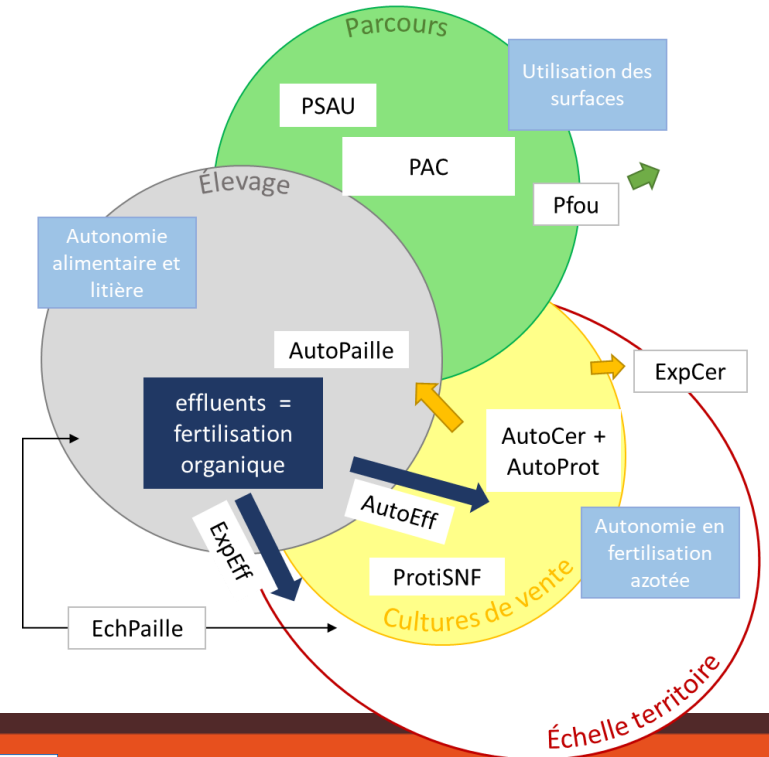 Parcours
Utilisation des
surfaces
PSAU
PAC
Élevage
Pfou
Autonomie
alimentaire et
litière
AutoPaille
ExpCer
effluents =
fertilisation
organique
AutoCer +
AutoProt
AutoEff
ExpEff
Autonomie en
fertilisation
azotée
ProtiSNF
Cultures de vente
EchPaille
Échelle territoire